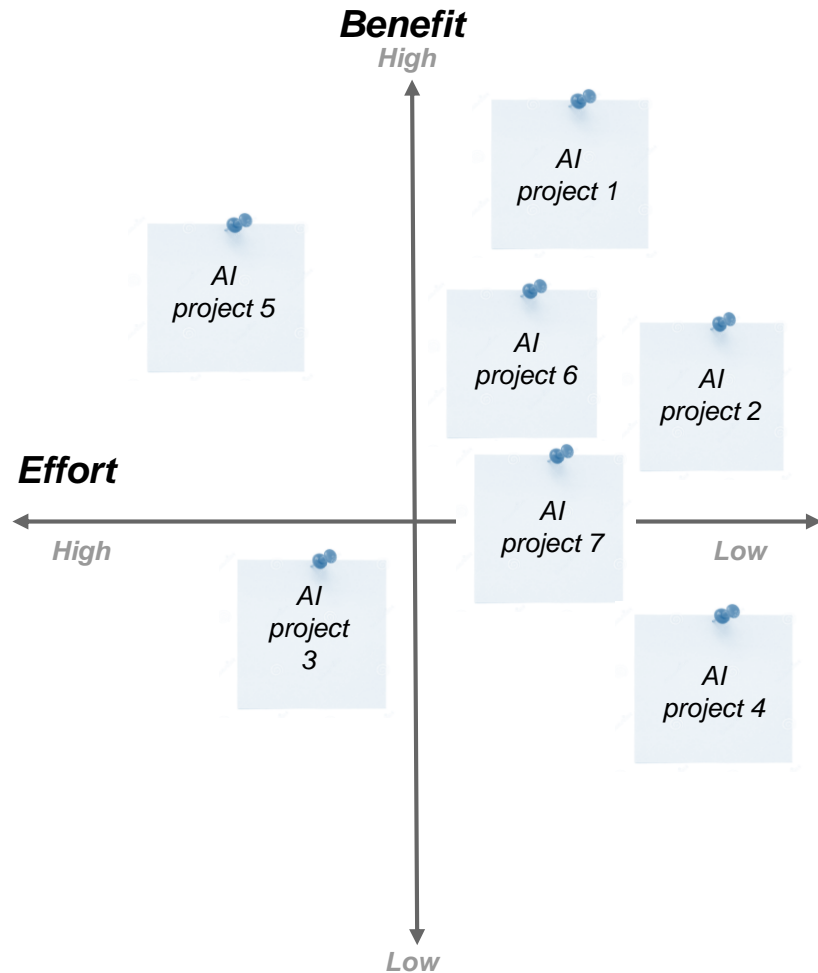 Benefit
High
AI
project 1
AI
project 5
AI
project 6
AI
project 2
Effort
AI
project 7
High
Low
AI
project
3
AI
project 4
Low